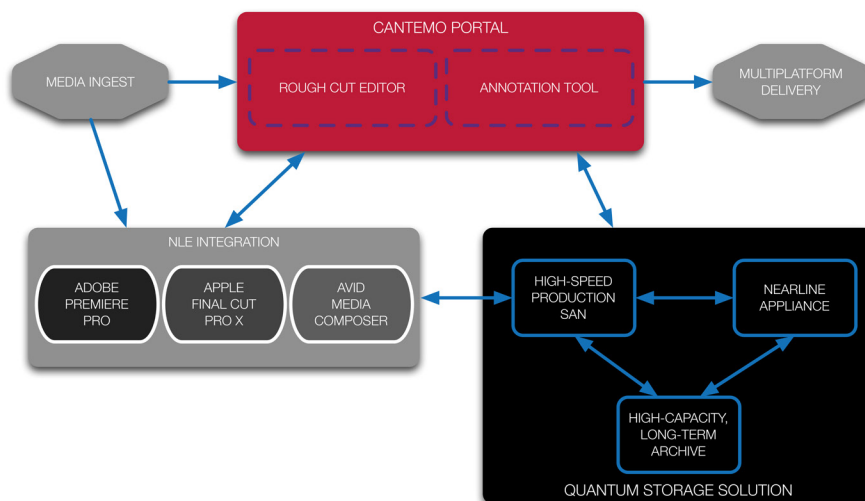 CANTEMO PORTAL
MEDIA INGEST
ROUGH CUT EDITOR
ANNOTATION TOOL
MULTIPLATFORM
DELIVERY
NLE INTEGRATION
ADOBE
PREMIERE
PRO
APPLE
FINAL CUT
PRO X
AVID
MEDIA
COMPOSER
HIGH-SPEED
PRODUCTION
SAN
NEARLINE
APPLIANCE
HIGH-CAPACITY,
LONG-TERM
ARCHIVE
QUANTUM STORAGE SOLUTION